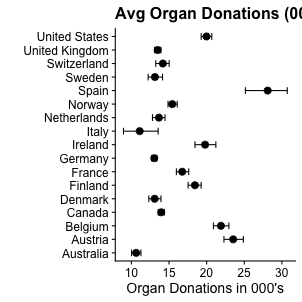 Avg Organ Donations (00
United States
United Kingdom
Switzerland
Sweden
Spain
Norway
Netherlands
Italy
Ireland
Germany
France
Finland
Denmark
Canada
Belgium
Austria
Australia
10 15 20 25 30
Organ Donations in 000's